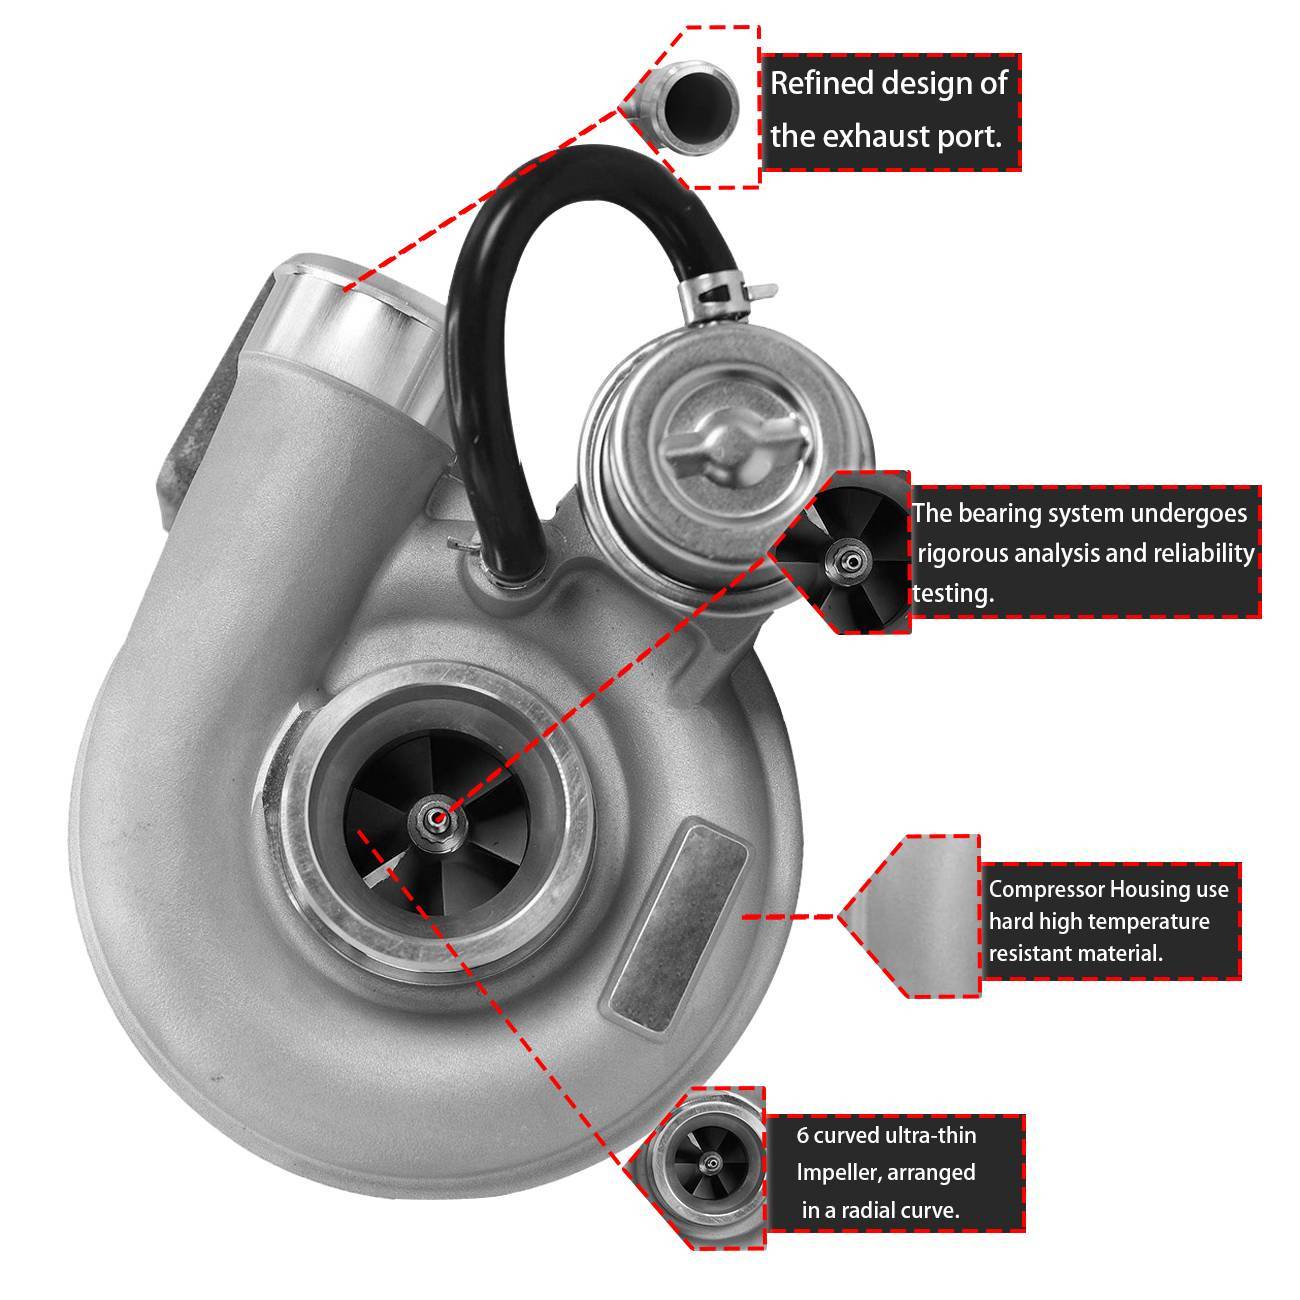 Refined design of
the exhaust port.
The bearing system undergoes
rigorous analysis and reliability
testing.
Compressor Housing use
hard high temperature
resistant material.
6 curved ultra-thin
Impeller, arranged
in a radial curve.